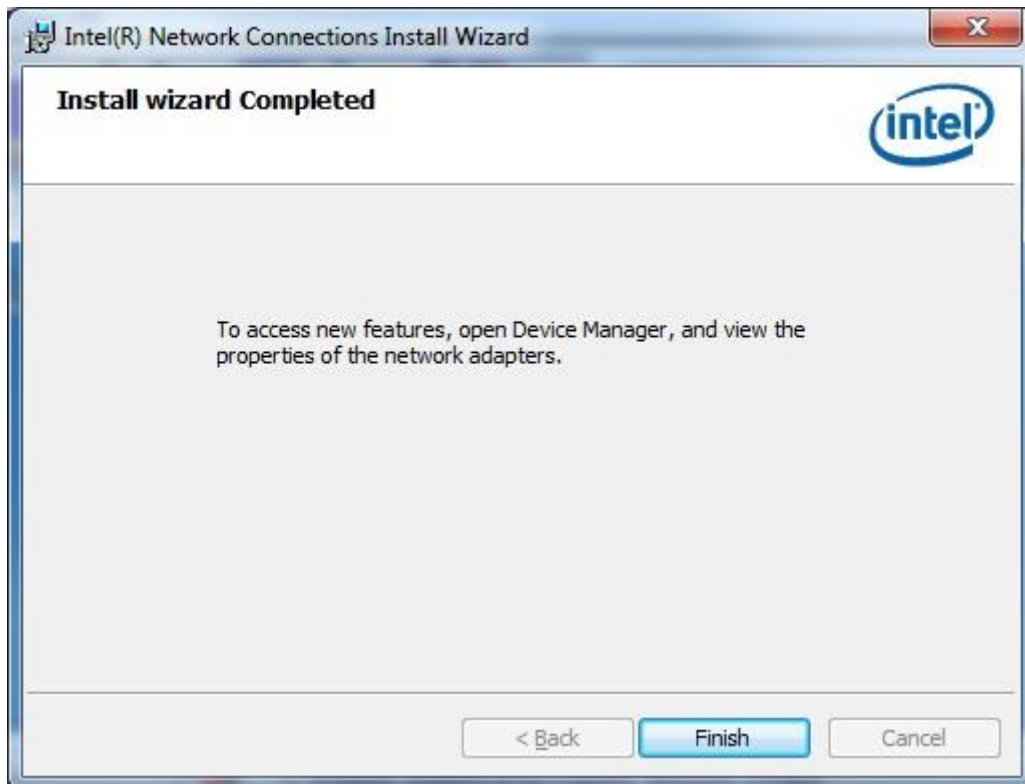 Intel(R) Network Connections Install Wizard
Install wizard Completed
intel
To access new features, open Device Manager, and view the
properties of the network adapters.
< Back
Finish
Cancel